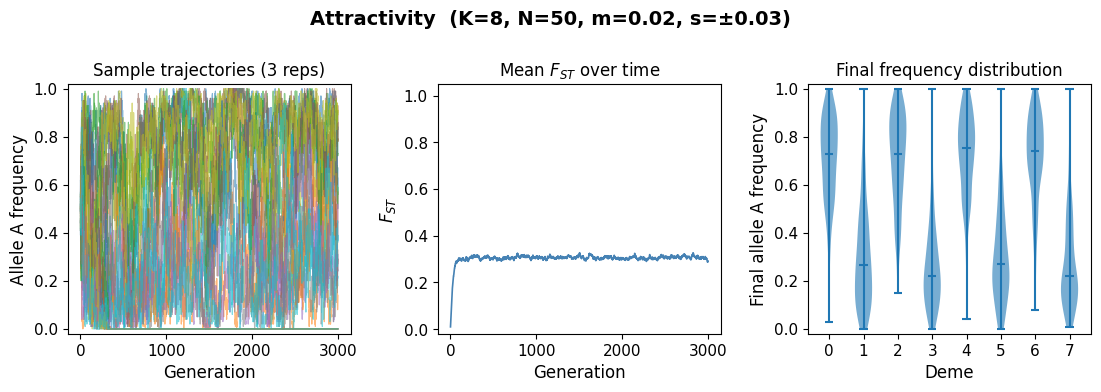 Attractivity  (K=8, N=50, m=0.02, s=±0.03)
Sample trajectories (3 reps)
Allele A frequency
1.0
0.8
0.6
0.4
0.2
0.0
0
1000
2000
3000
Generation
Mean F_ST over time
F_ST
1.0
0.8
0.6
0.4
0.2
0.0
0
1000
2000
3000
Generation
Final frequency distribution
Final allele A frequency
1.0
0.8
0.6
0.4
0.2
0.0
0 1 2 3 4 5 6 7
Deme